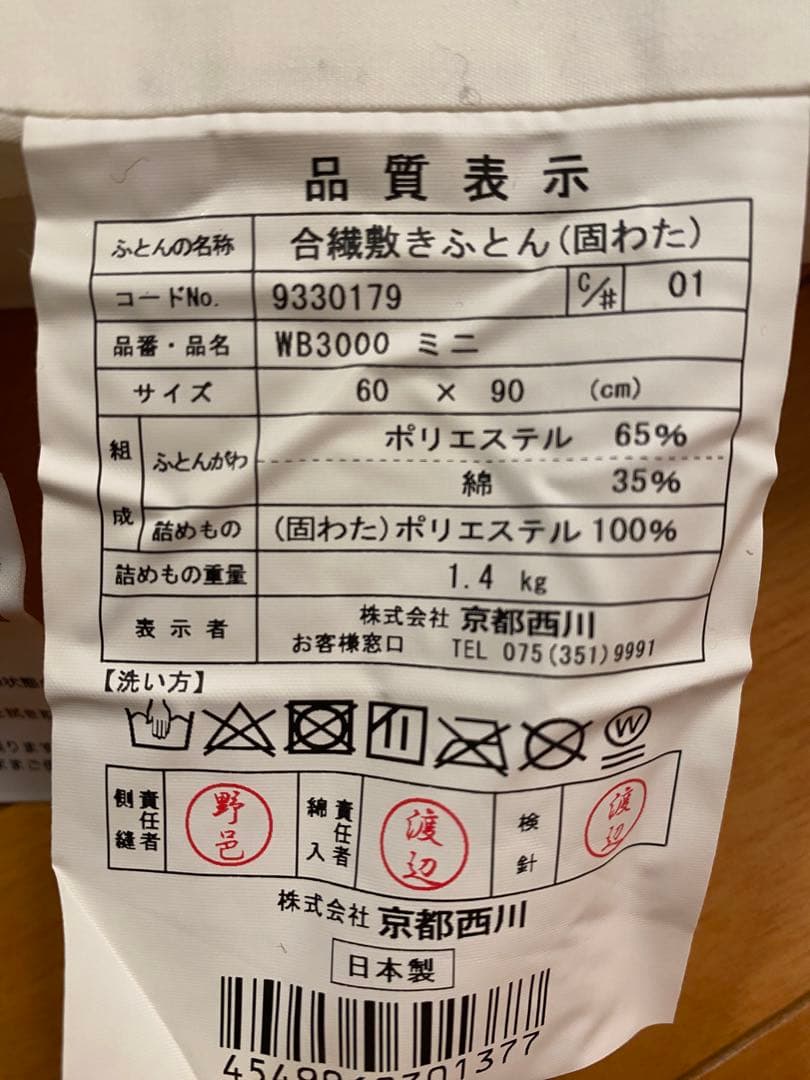 品質表示
ふとんの名称 合繊敷きふとん(固わた)
コードNo. 9330179 C/# 01
品番・品名 WB3000 ミニ
サイズ 60 × 90 (cm)
組成 ふとんがわ ポリエステル 65%
綿 35%
詰めもの (固わた)ポリエステル 100%
詰めもの重量 1.4 kg
表示者 株式会社 京都西川
お客様窓口 TEL 075(351)9991
【洗い方】
W
側縫責任者 野邑 綿入責任者 渡辺 検針 渡辺
株式会社 京都西川
日本製